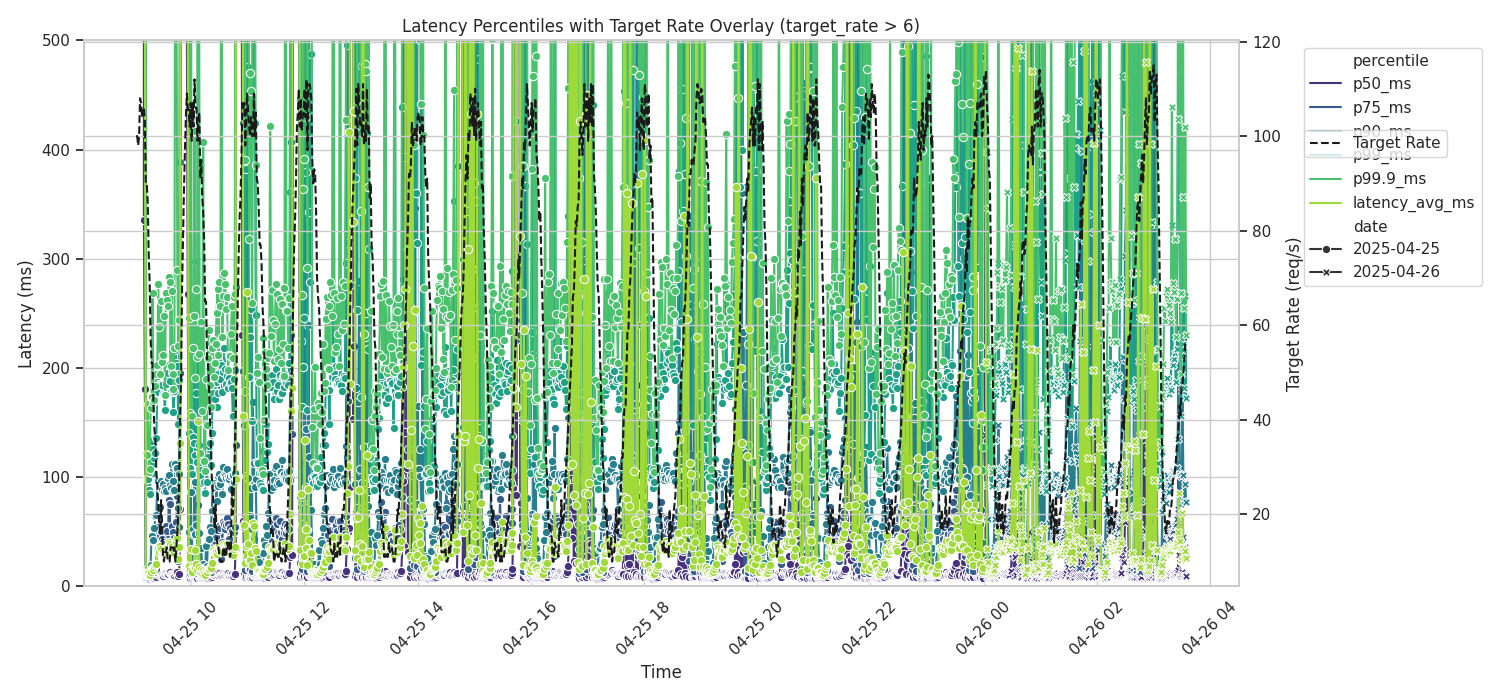 Latency Percentiles with Target Rate Overlay (target_rate > 6)
500
400
300
200
100
0
Latency (ms)
120
100
80
60
40
20
Target Rate (req/s)
04-25 10
04-25 12
04-25 14
04-25 16
04-25 18
04-25 20
04-25 22
04-26 00
04-26 02
04-26 04
Time
percentile
p50_ms
p75_ms
p90_ms
Target Rate
p99_ms
p99.9_ms
latency_avg_ms
date
2025-04-25
2025-04-26